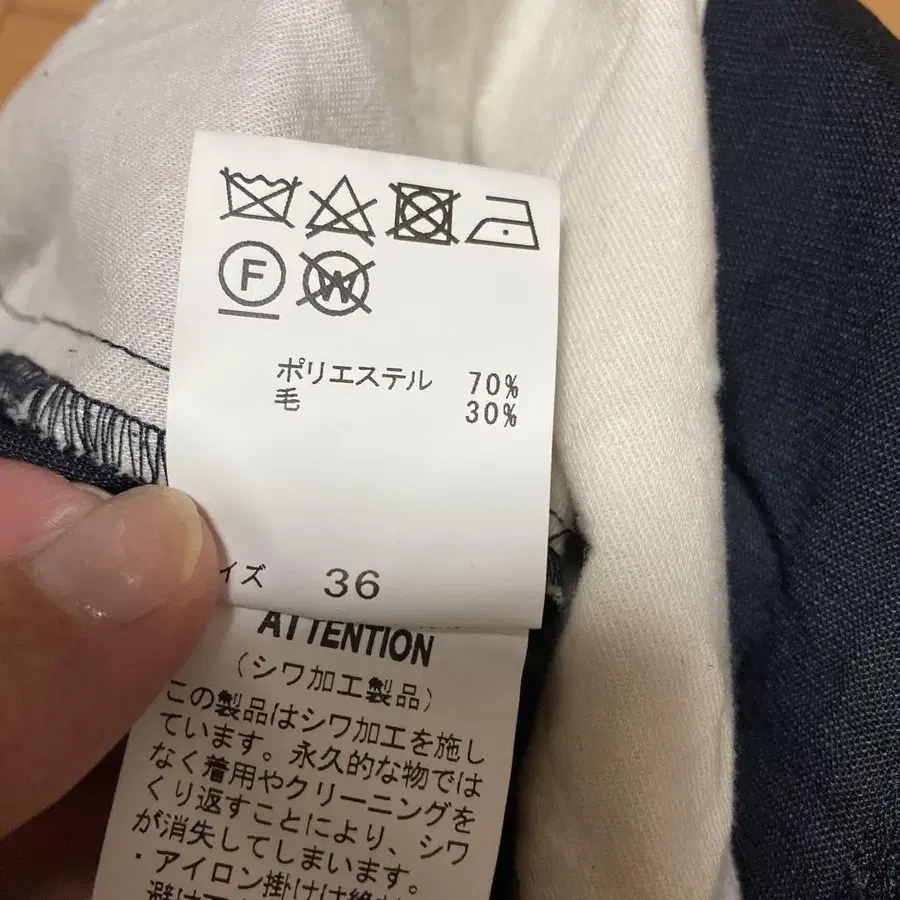 F W
ポリエステル 70%
毛 30%
イズ 36
ATTENTION
(シワ加工製品)
この製品はシワ加工を施し
ています。永久的な物では
なく着用やクリーニングを
くり返すことにより、シワ
が消失してしまいます。
・アイロン掛けは絶